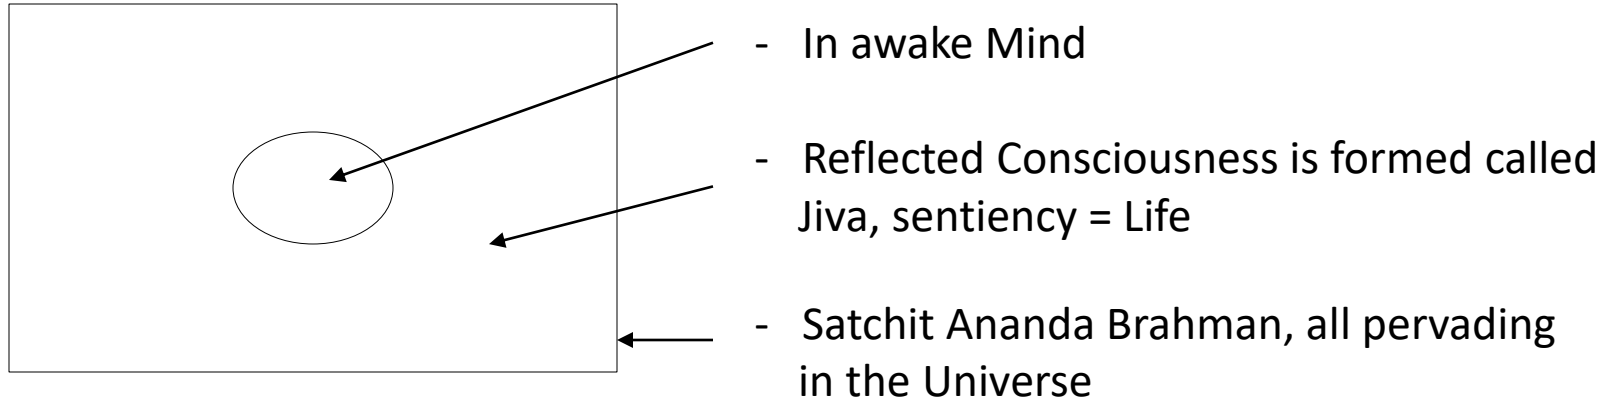 - In awake Mind
- Reflected Consciousness is formed called
Jiva, sentiency = Life
- Satchit Ananda Brahman, all pervading
in the Universe